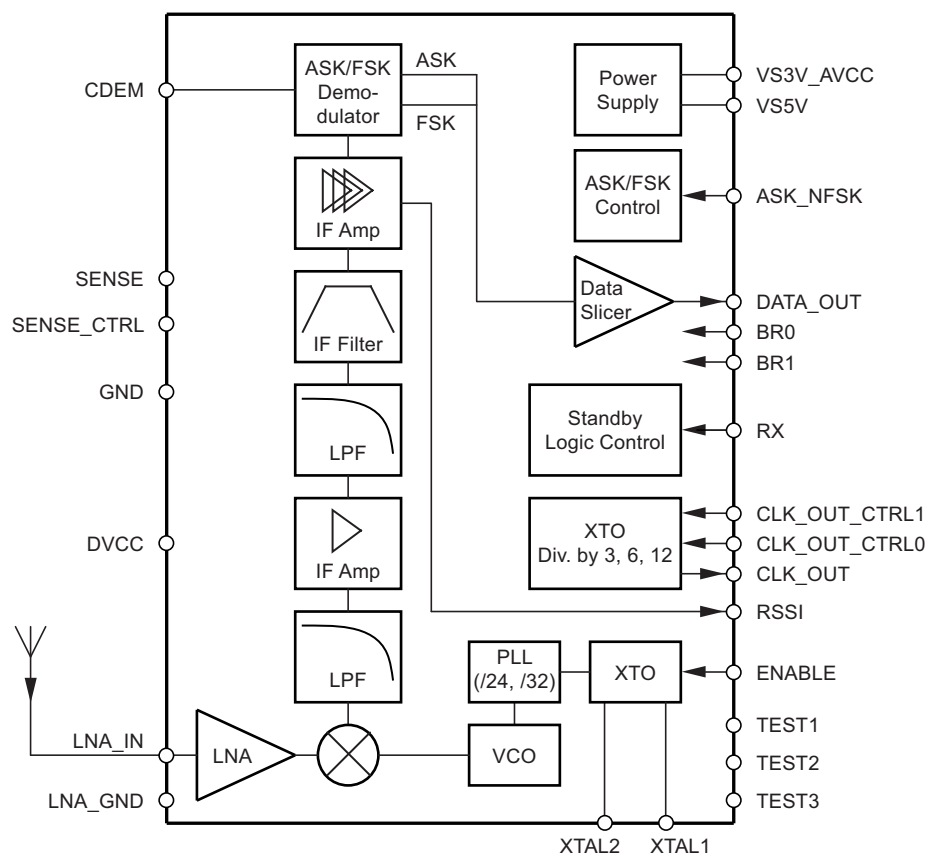 CDEM
SENSE
SENSE_CTRL
GND
DVCC
LNA_IN
LNA_GND
ASK/FSK
Demo-
dulator
ASK
FSK
IF Amp
IF Filter
LPF
IF Amp
LPF
LNA
VCO
PLL
(/24, /32)
XTO
Power
Supply
ASK/FSK
Control
Data
Slicer
Standby
Logic Control
XTO
Div. by 3, 6, 12
VS3V_AVCC
VS5V
ASK_NFSK
DATA_OUT
BR0
BR1
RX
CLK_OUT_CTRL1
CLK_OUT_CTRL0
CLK_OUT
RSSI
ENABLE
TEST1
TEST2
TEST3
XTAL2
XTAL1